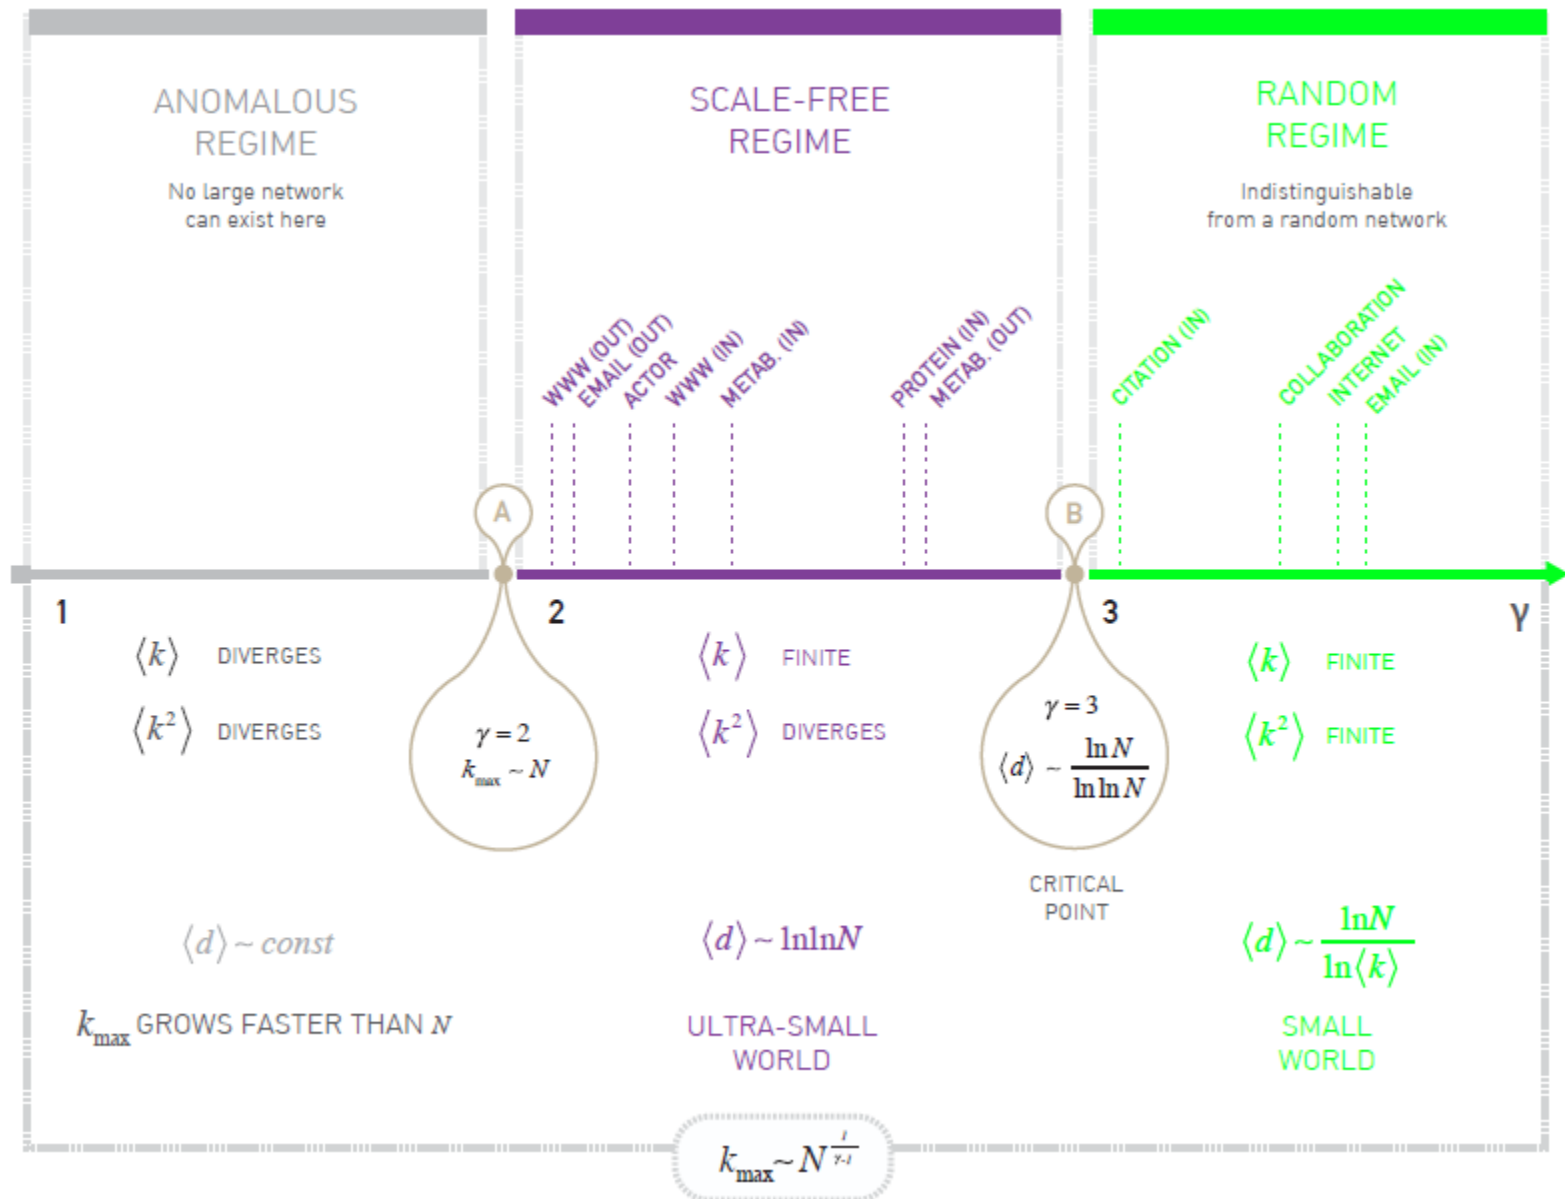 ANOMALOUS
REGIME
No large network
can exist here
SCALE-FREE
REGIME
RANDOM
REGIME
Indistinguishable
from a random network
WWW (OUT)
EMAIL (OUT)
ACTOR
WWW (IN)
METAB. (IN)
PROTEIN (IN)
METAB. (OUT)
CITATION (IN)
COLLABORATION
INTERNET
EMAIL (IN)
A
B
1
2
3
γ
⟨k⟩ DIVERGES
⟨k²⟩ DIVERGES
γ = 2
k_max ~ N
⟨k⟩ FINITE
⟨k²⟩ DIVERGES
γ = 3
⟨d⟩ ~ ln N / ln ln N
CRITICAL
POINT
⟨k⟩ FINITE
⟨k²⟩ FINITE
⟨d⟩ ~ const
k_max GROWS FASTER THAN N
⟨d⟩ ~ lnlnN
ULTRA-SMALL
WORLD
⟨d⟩ ~ lnN / ln⟨k⟩
SMALL
WORLD
k_max ~ N^(1/(γ-1))